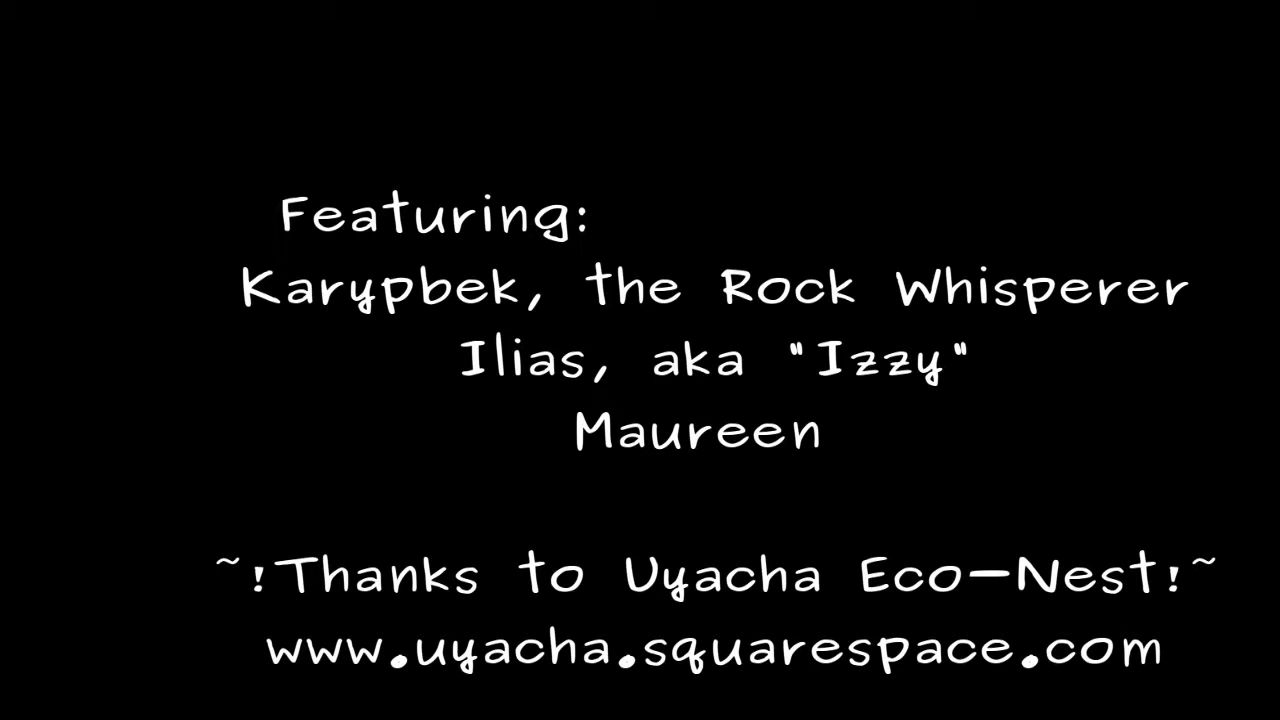 Featuring:
Karypbek, the Rock Whisperer
Ilias, aka "Izzy"
Maureen
~!Thanks to Uyacha Eco-Nest!~
www.uyacha.squarespace.com